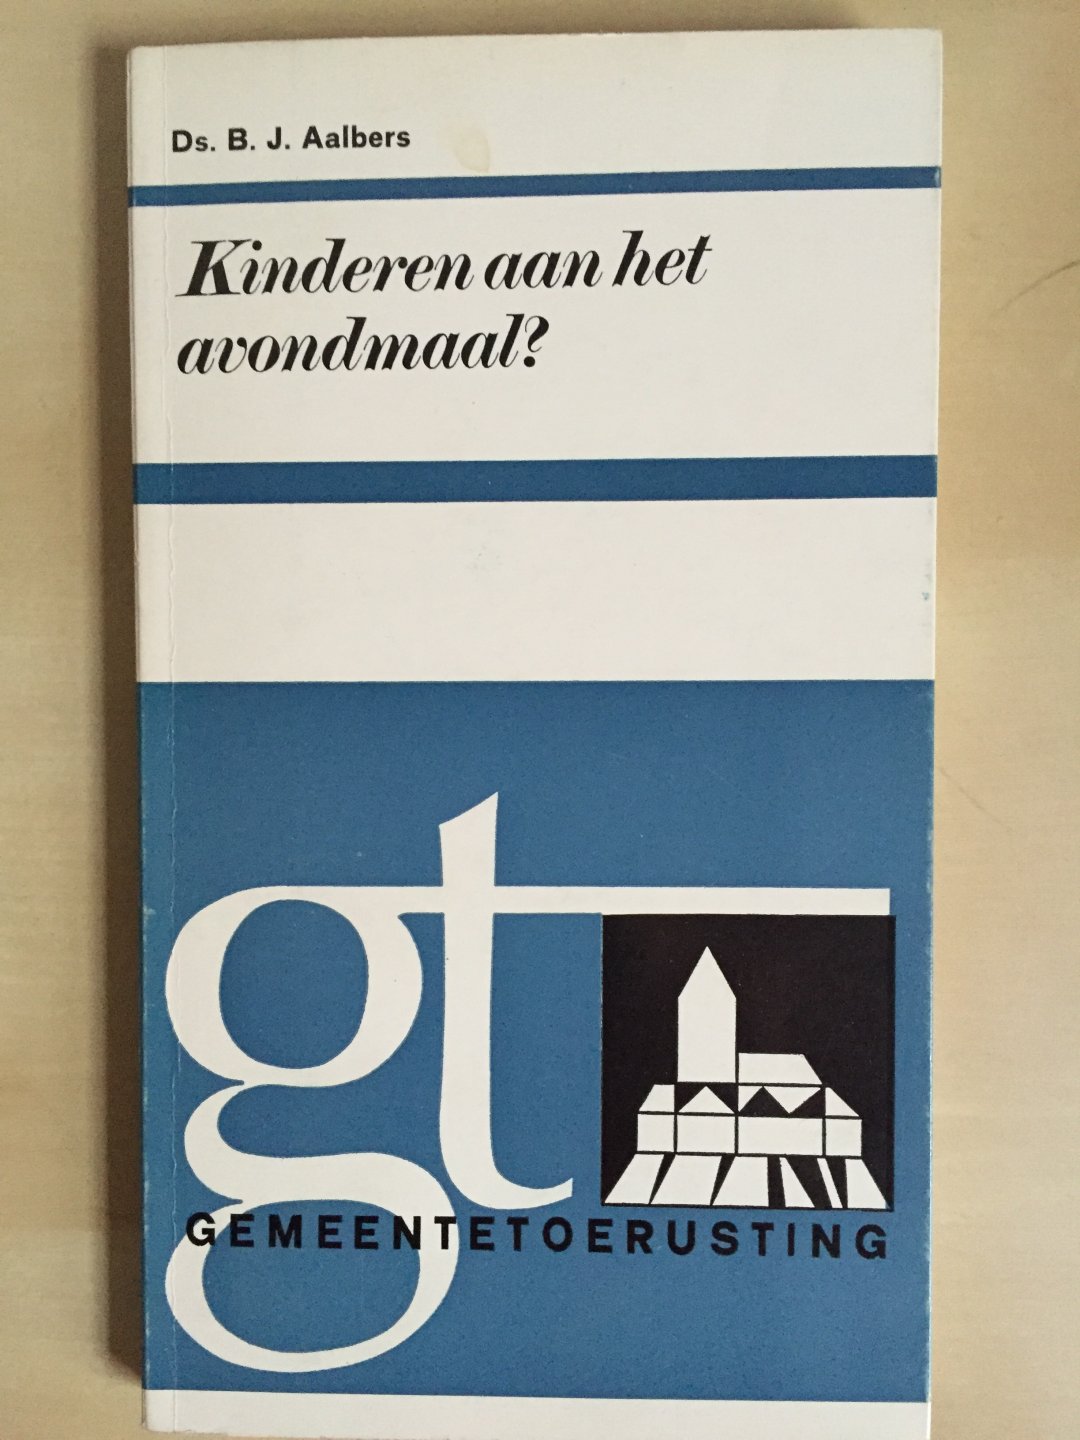 Ds. B. J. Aalbers
Kinderen aan het
avondmaal?
gt
GEMEENTETOERUSTING